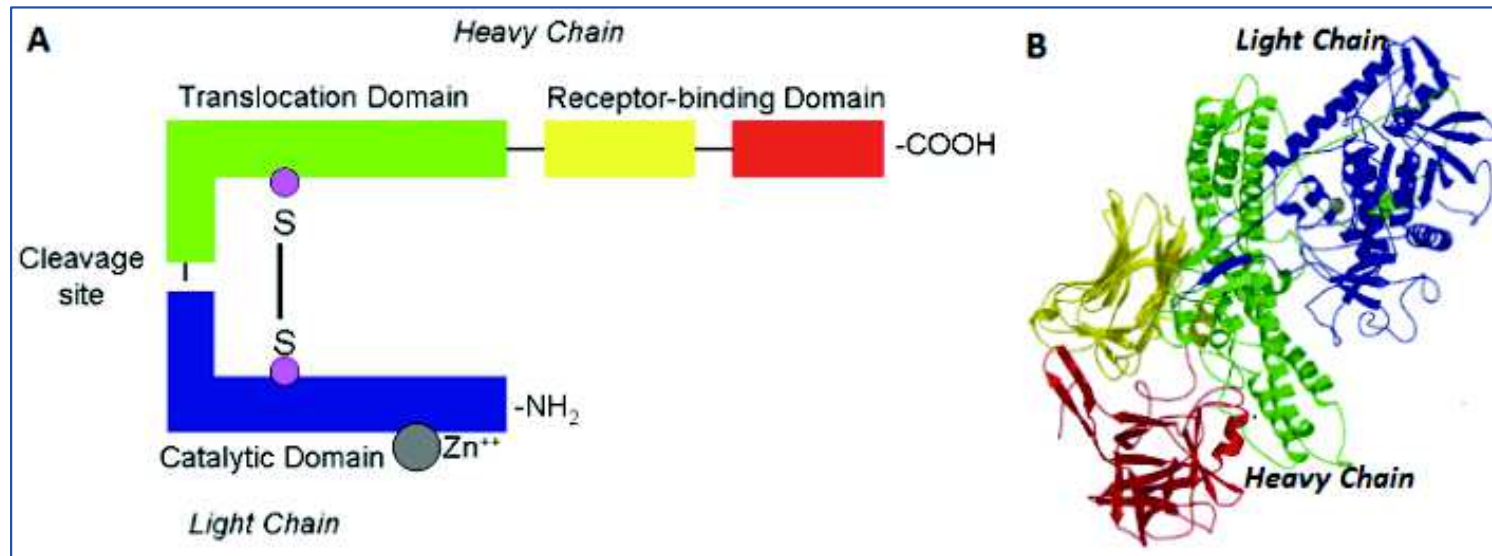 A
Heavy Chain
Translocation Domain
Receptor-binding Domain
-COOH
S
Cleavage
site
S
-NH₂
Catalytic Domain
Zn⁺⁺
Light Chain
B
Light Chain
Heavy Chain